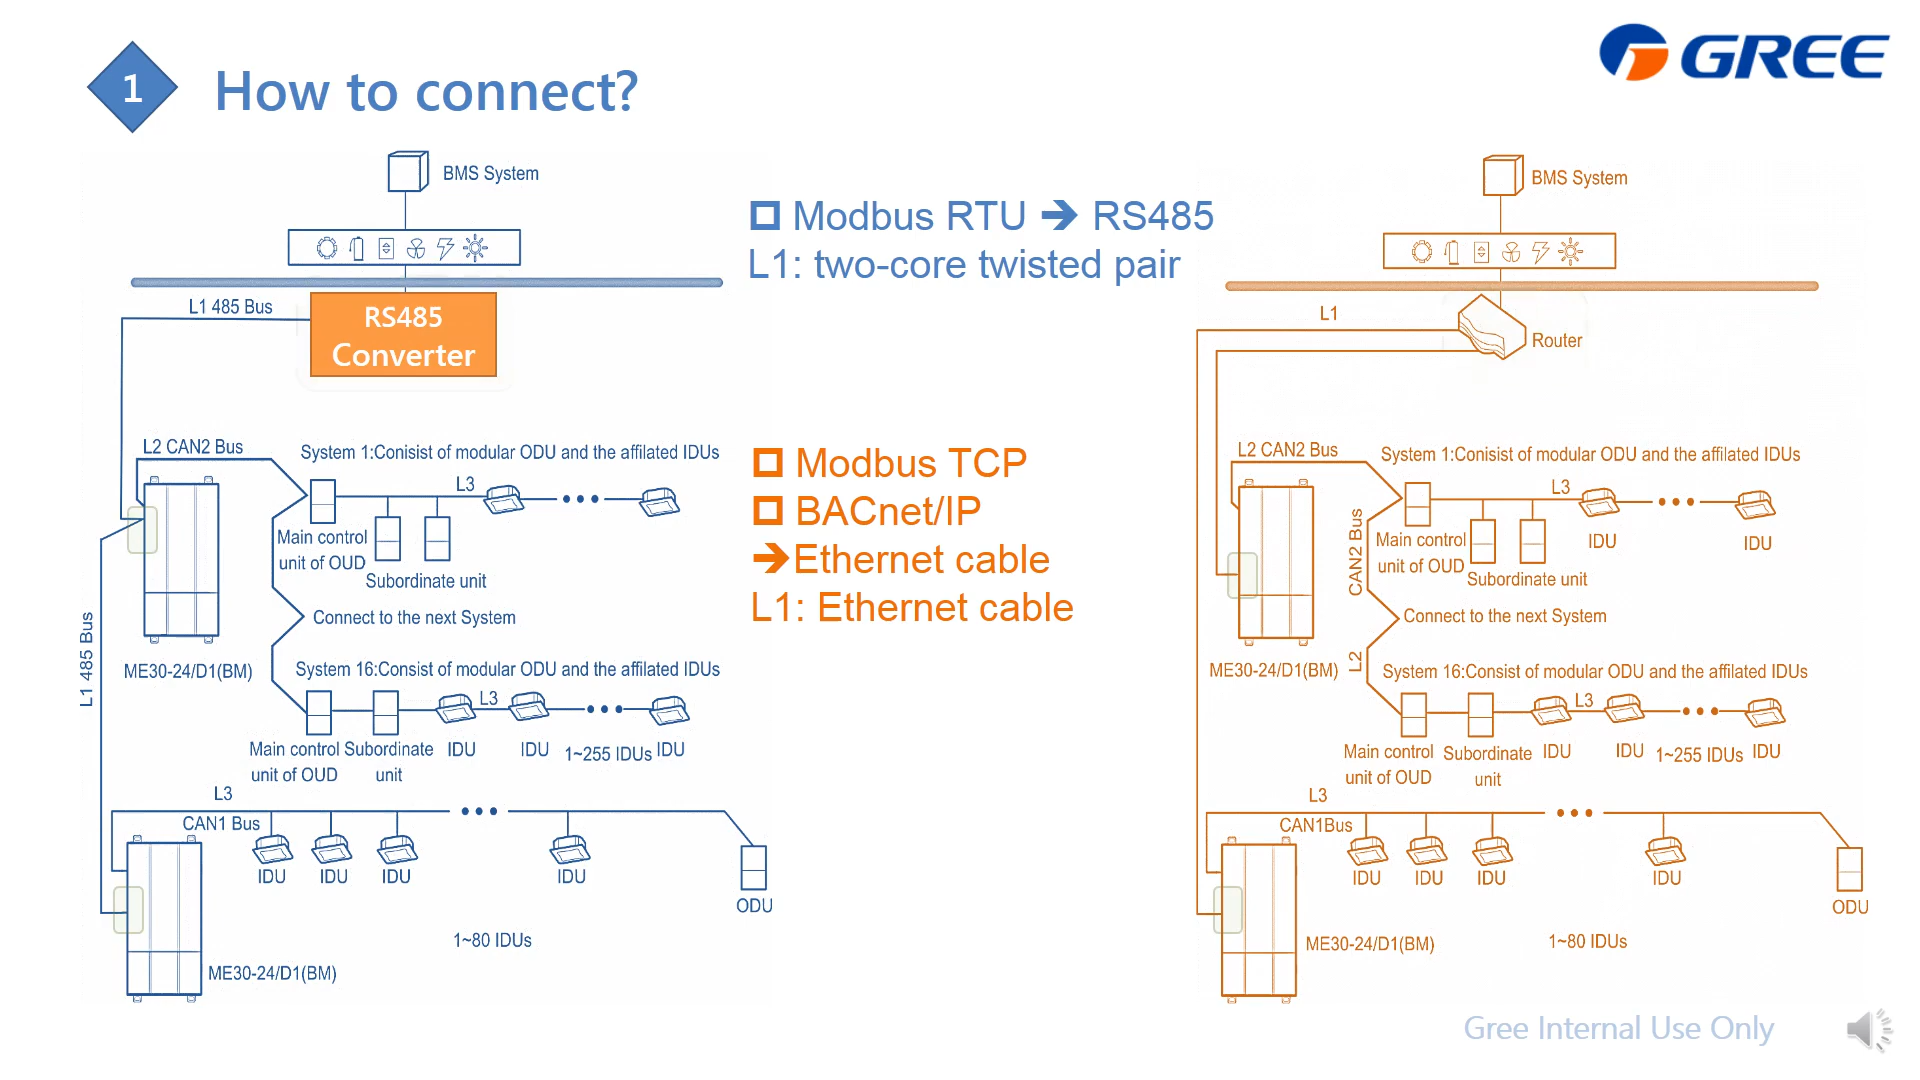 1
How to connect?
GREE
BMS System
L1 485 Bus
RS485
Converter
L2 CAN2 Bus
System 1:Conisist of modular ODU and the affilated IDUs
L3
Main control
unit of OUD
Subordinate unit
Connect to the next System
L1 485 Bus
ME30-24/D1(BM)
System 16:Consist of modular ODU and the affilated IDUs
L3
Main control
unit of OUD
Subordinate
unit
IDU
IDU
1~255 IDUs
IDU
L3
CAN1 Bus
IDU
IDU
IDU
IDU
ODU
1~80 IDUs
ME30-24/D1(BM)
Modbus RTU ➔ RS485
L1: two-core twisted pair
Modbus TCP
BACnet/IP
➔Ethernet cable
L1: Ethernet cable
BMS System
L1
Router
L2 CAN2 Bus
System 1:Conisist of modular ODU and the affilated IDUs
L3
IDU
IDU
CAN2 Bus
Main control
unit of OUD
Subordinate unit
Connect to the next System
L2
ME30-24/D1(BM)
System 16:Consist of modular ODU and the affilated IDUs
L3
Main control
unit of OUD
Subordinate
unit
IDU
IDU
1~255 IDUs
IDU
L3
CAN1Bus
IDU
IDU
IDU
IDU
ODU
1~80 IDUs
ME30-24/D1(BM)
Gree Internal Use Only